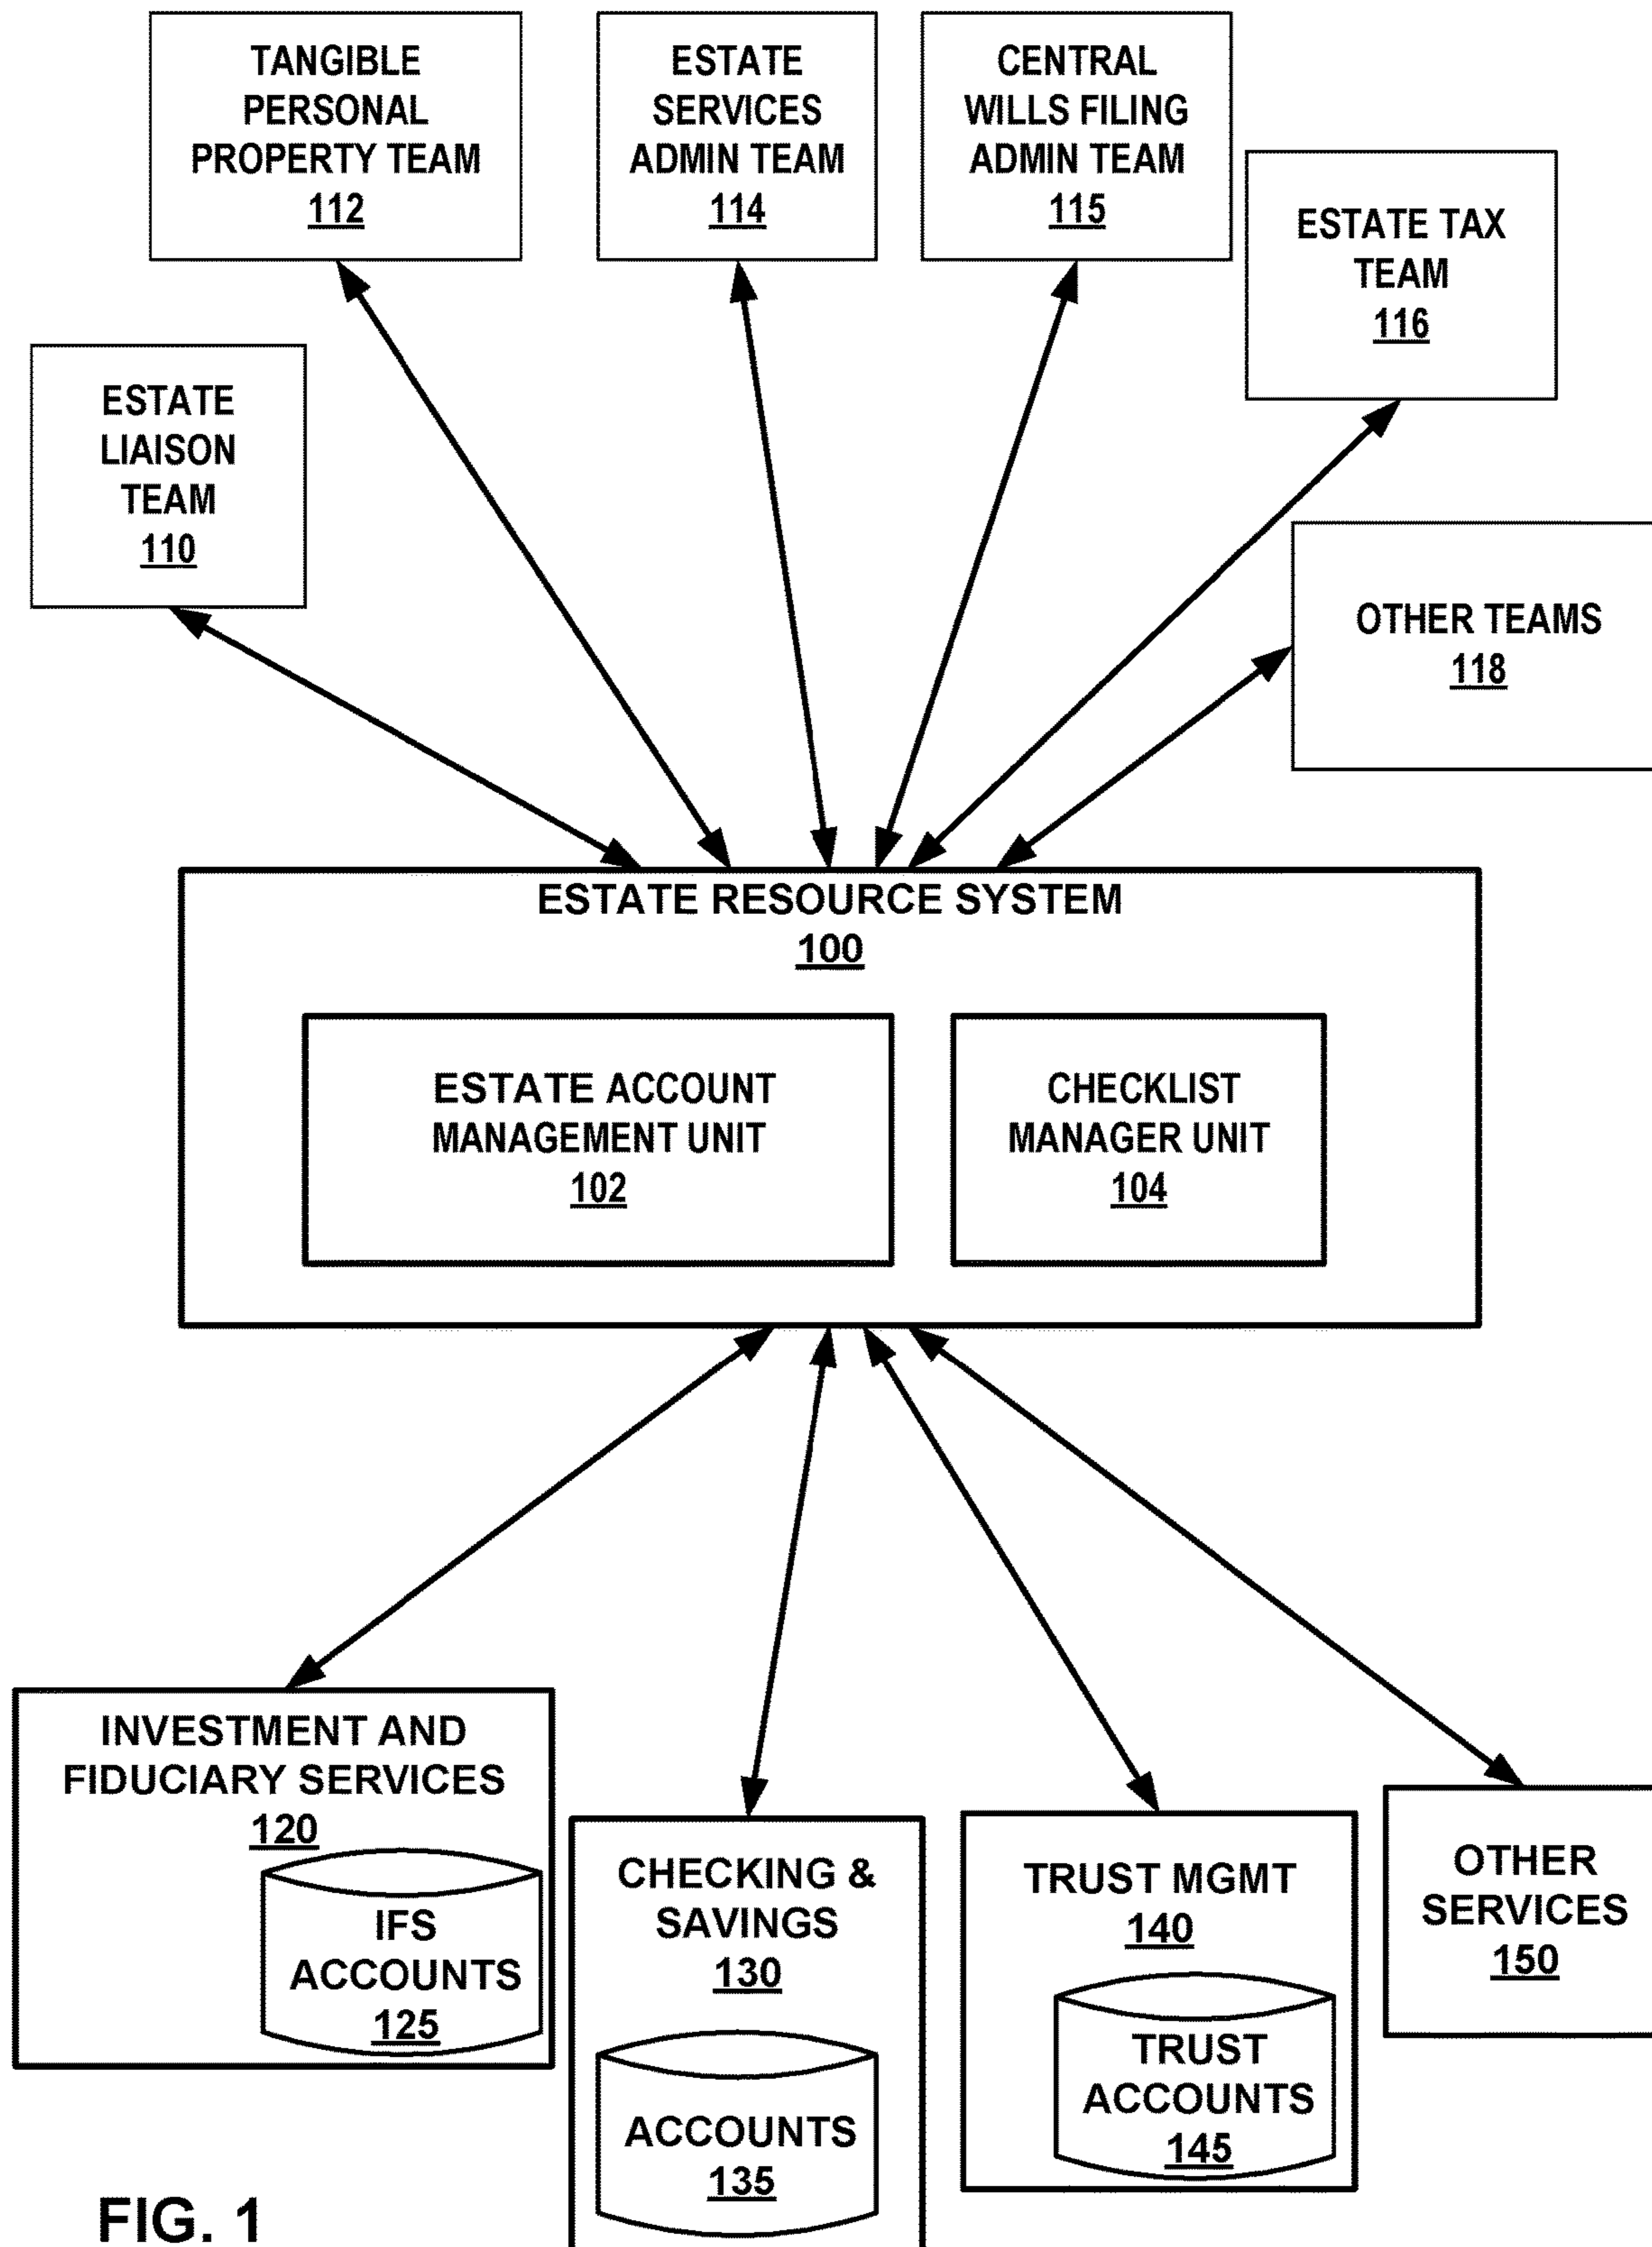 TANGIBLE
PERSONAL
PROPERTY TEAM
112
ESTATE
SERVICES
ADMIN TEAM
114
CENTRAL
WILLS FILING
ADMIN TEAM
115
ESTATE TAX
TEAM
116
ESTATE
LIAISON
TEAM
110
OTHER TEAMS
118
ESTATE RESOURCE SYSTEM
100
ESTATE ACCOUNT
MANAGEMENT UNIT
102
CHECKLIST
MANAGER UNIT
104
INVESTMENT AND
FIDUCIARY SERVICES
120
IFS
ACCOUNTS
125
CHECKING &
SAVINGS
130
ACCOUNTS
135
TRUST MGMT
140
TRUST
ACCOUNTS
145
OTHER
SERVICES
150
FIG. 1